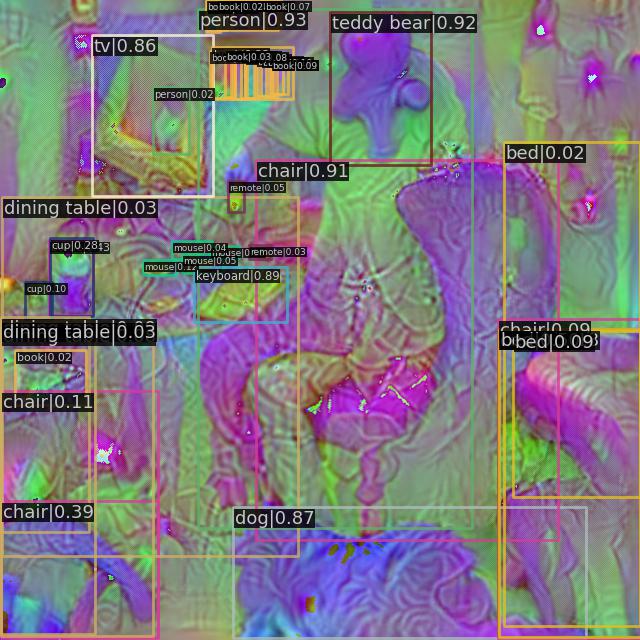 book|0.02
book|0.07
person|0.93
teddy bear|0.92
tv|0.86
book|0.03
book|0.09
person|0.02
bed|0.02
chair|0.91
remote|0.05
dining table|0.03
cup|0.28
mouse|0.04
remote|0.03
mouse|0.05
mouse|0.12
keyboard|0.89
cup|0.10
dining table|0.03
chair|0.09
bed|0.09
book|0.02
chair|0.11
chair|0.39
dog|0.87